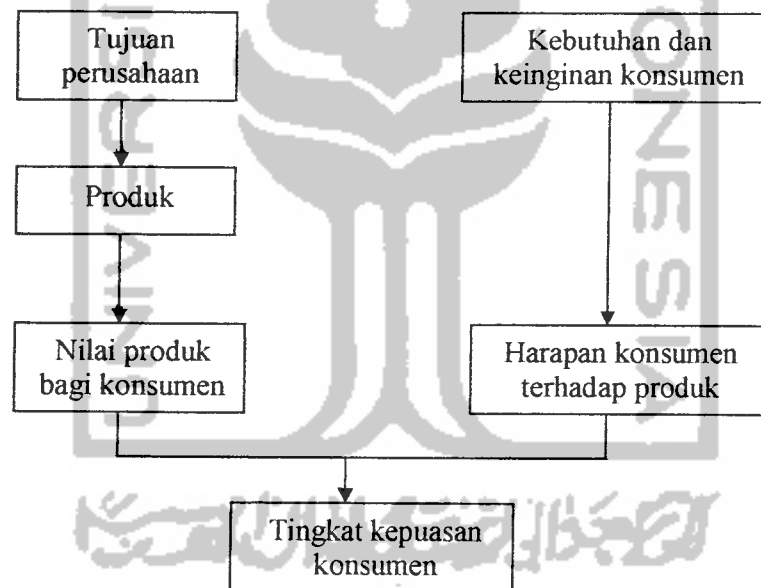 Tujuan
perusahaan
Kebutuhan dan
keinginan konsumen
Produk
Nilai produk
bagi konsumen
Harapan konsumen
terhadap produk
Tingkat kepuasan
konsumen